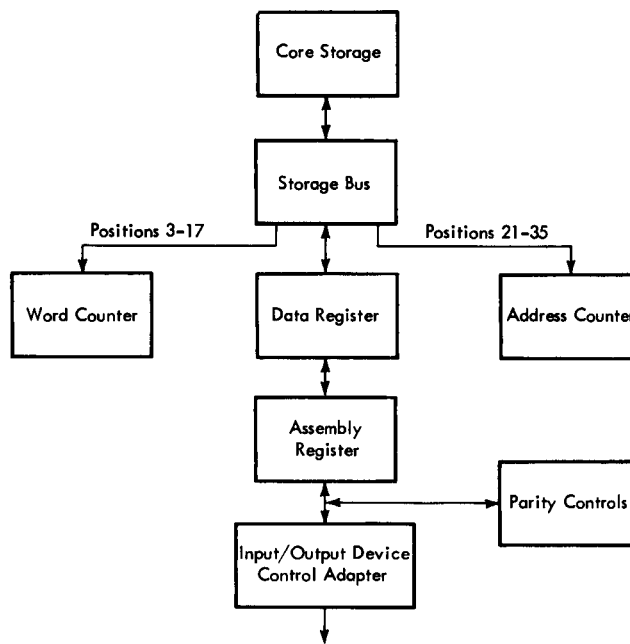 Core Storage
Storage Bus
Positions 3-17
Positions 21-35
Word Counter
Data Register
Address Counter
Assembly
Register
Parity Controls
Input/Output Device
Control Adapter